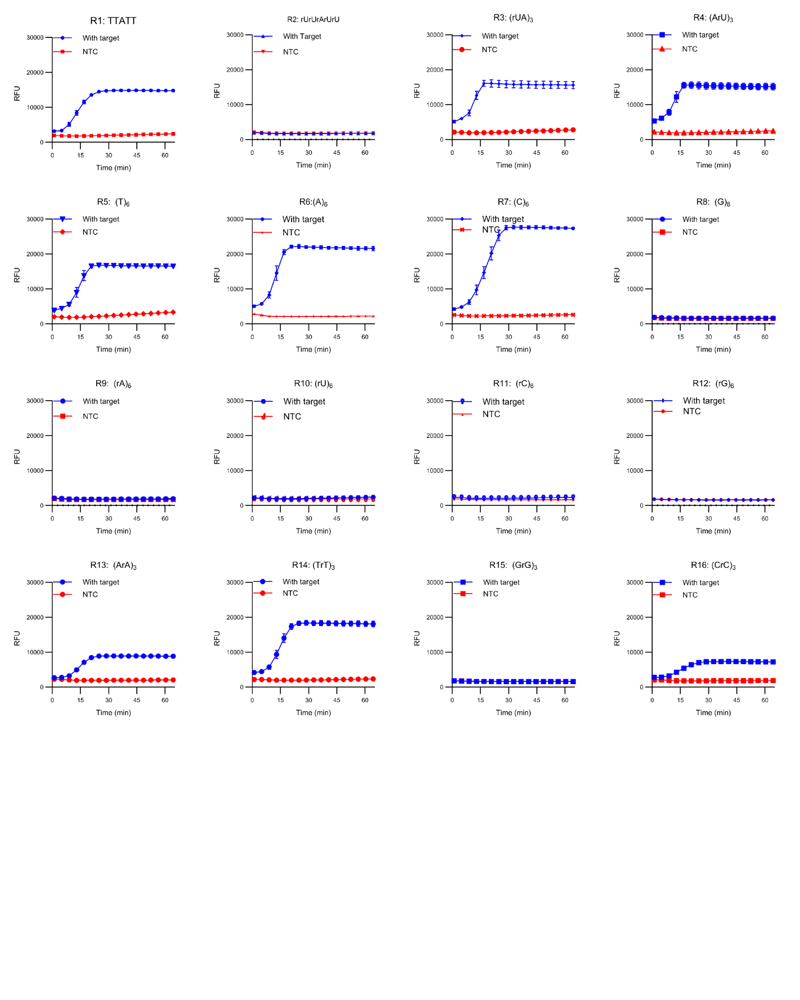 R1: TTATT
30000
20000
10000
0
RFU
With target
NTC
0 15 30 45 60
Time (min)
R2: rUrUrArUrU
30000
20000
10000
0
RFU
With Target
NTC
0 15 30 45 60
Time (min)
R3: (rUA)3
30000
20000
10000
0
RFU
With target
NTC
0 15 30 45 60
Time (min)
R4: (ArU)3
30000
20000
10000
0
RFU
With target
NTC
0 15 30 45 60
Time (min)
R5: (T)6
30000
20000
10000
0
RFU
With target
NTC
0 15 30 45 60
Time (min)
R6:(A)6
30000
20000
10000
0
RFU
With target
NTC
0 15 30 45 60
Time (min)
R7: (C)6
30000
20000
10000
0
RFU
With target
NTC
0 15 30 45 60
Time (min)
R8: (G)8
30000
20000
10000
0
RFU
With target
NTC
0 15 30 45 60
Time (min)
R9: (rA)6
30000
20000
10000
0
RFU
With target
NTC
0 15 30 45 60
Time (min)
R10: (rU)6
30000
20000
10000
0
RFU
With target
NTC
0 15 30 45 60
Time (min)
R11: (rC)6
30000
20000
10000
0
RFU
With target
NTC
0 15 30 45 60
Time (min)
R12: (rG)6
30000
20000
10000
0
RFU
With target
NTC
0 15 30 45 60
Time (min)
R13: (ArA)3
30000
20000
10000
0
RFU
With target
NTC
0 15 30 45 60
Time (min)
R14: (TrT)3
30000
20000
10000
0
RFU
With target
NTC
0 15 30 45 60
Time (min)
R15: (GrG)3
30000
20000
10000
0
RFU
With target
NTC
0 15 30 45 60
Time (min)
R16: (CrC)3
30000
20000
10000
0
RFU
With target
NTC
0 15 30 45 60
Time (min)